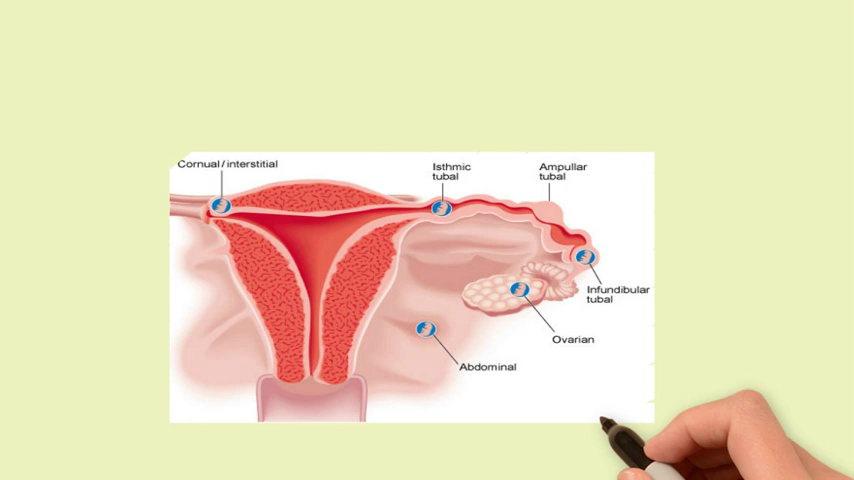 Cornual/interstitial
Isthmic
tubal
Ampullar
tubal
Infundibular
tubal
Ovarian
Abdominal